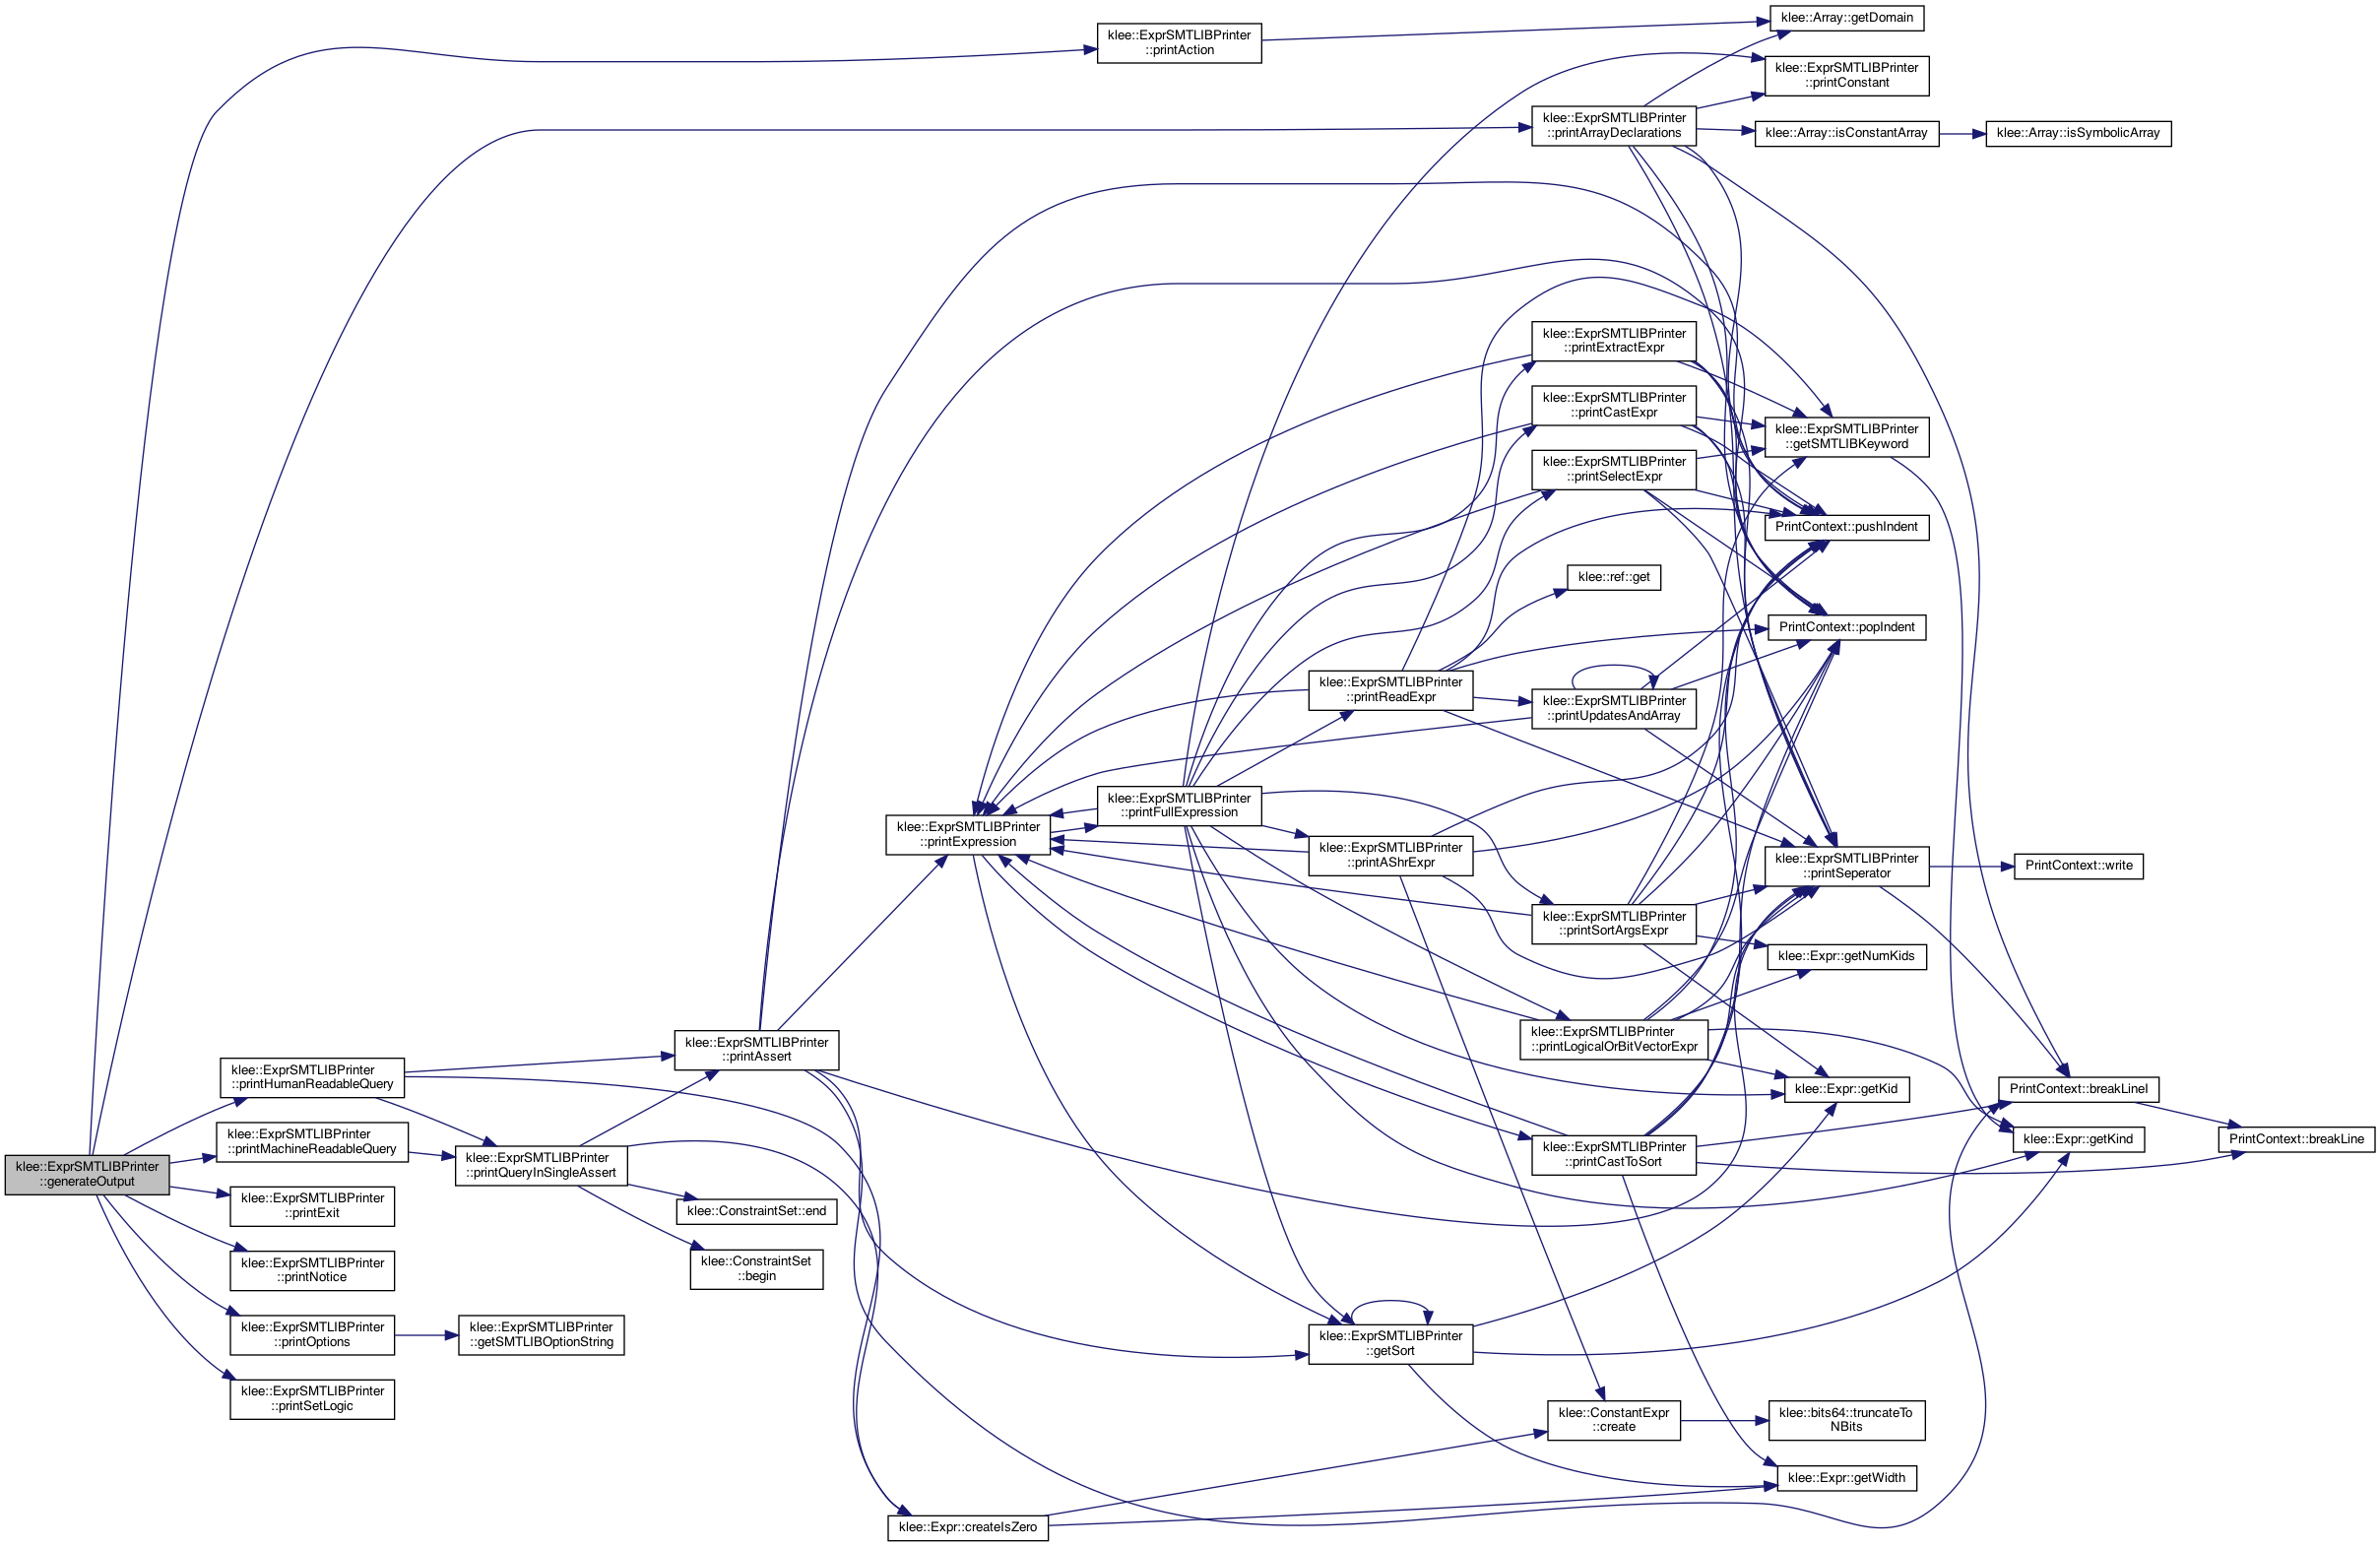 klee::ExprSMTLIBPrinter
::generateOutput
klee::ExprSMTLIBPrinter
::printHumanReadableQuery
klee::ExprSMTLIBPrinter
::printMachineReadableQuery
klee::ExprSMTLIBPrinter
::printExit
klee::ExprSMTLIBPrinter
::printNotice
klee::ExprSMTLIBPrinter
::printOptions
klee::ExprSMTLIBPrinter
::printSetLogic
klee::ExprSMTLIBPrinter
::printQueryInSingleAssert
klee::ExprSMTLIBPrinter
::getSMTLIBOptionString
klee::ExprSMTLIBPrinter
::printAssert
klee::ConstraintSet::end
klee::ConstraintSet
::begin
klee::ExprSMTLIBPrinter
::printExpression
klee::Expr::createIsZero
klee::ExprSMTLIBPrinter
::printAction
klee::ExprSMTLIBPrinter
::printFullExpression
klee::ExprSMTLIBPrinter
::printReadExpr
klee::ExprSMTLIBPrinter
::printAShrExpr
klee::ExprSMTLIBPrinter
::getSort
klee::ExprSMTLIBPrinter
::printArrayDeclarations
klee::ExprSMTLIBPrinter
::printExtractExpr
klee::ExprSMTLIBPrinter
::printCastExpr
klee::ExprSMTLIBPrinter
::printSelectExpr
klee::ref::get
klee::ExprSMTLIBPrinter
::printUpdatesAndArray
klee::ExprSMTLIBPrinter
::printSortArgsExpr
klee::ExprSMTLIBPrinter
::printLogicalOrBitVectorExpr
klee::ExprSMTLIBPrinter
::printCastToSort
klee::ConstantExpr
::create
klee::Array::getDomain
klee::ExprSMTLIBPrinter
::printConstant
klee::Array::isConstantArray
klee::ExprSMTLIBPrinter
::getSMTLIBKeyword
PrintContext::pushIndent
PrintContext::popIndent
klee::ExprSMTLIBPrinter
::printSeperator
klee::Expr::getNumKids
klee::Expr::getKid
klee::bits64::truncateTo
NBits
klee::Expr::getWidth
klee::Array::isSymbolicArray
PrintContext::write
PrintContext::breakLineI
klee::Expr::getKind
PrintContext::breakLine